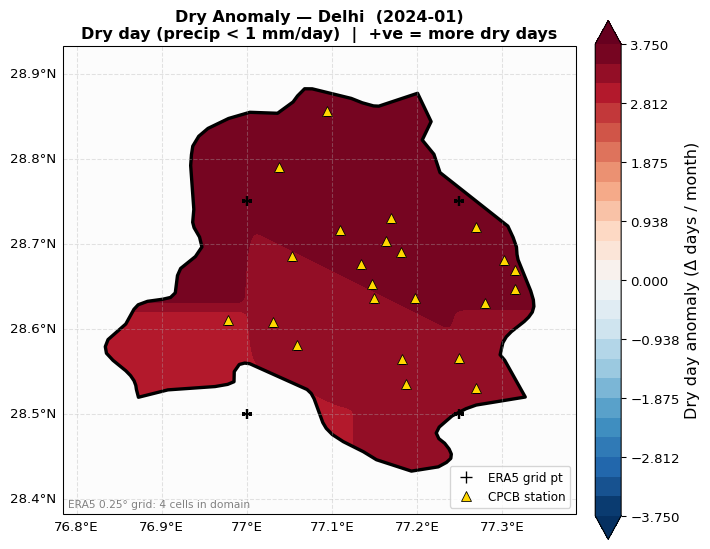 Dry Anomaly — Delhi  (2024-01)
Dry day (precip < 1 mm/day)  |  +ve = more dry days
28.9°N
28.8°N
28.7°N
28.6°N
28.5°N
28.4°N
76.8°E
76.9°E
77°E
77.1°E
77.2°E
77.3°E
ERA5 0.25° grid: 4 cells in domain
ERA5 grid pt
CPCB station
3.750
2.812
1.875
0.938
0.000
−0.938
−1.875
−2.812
−3.750
Dry day anomaly (Δ days / month)